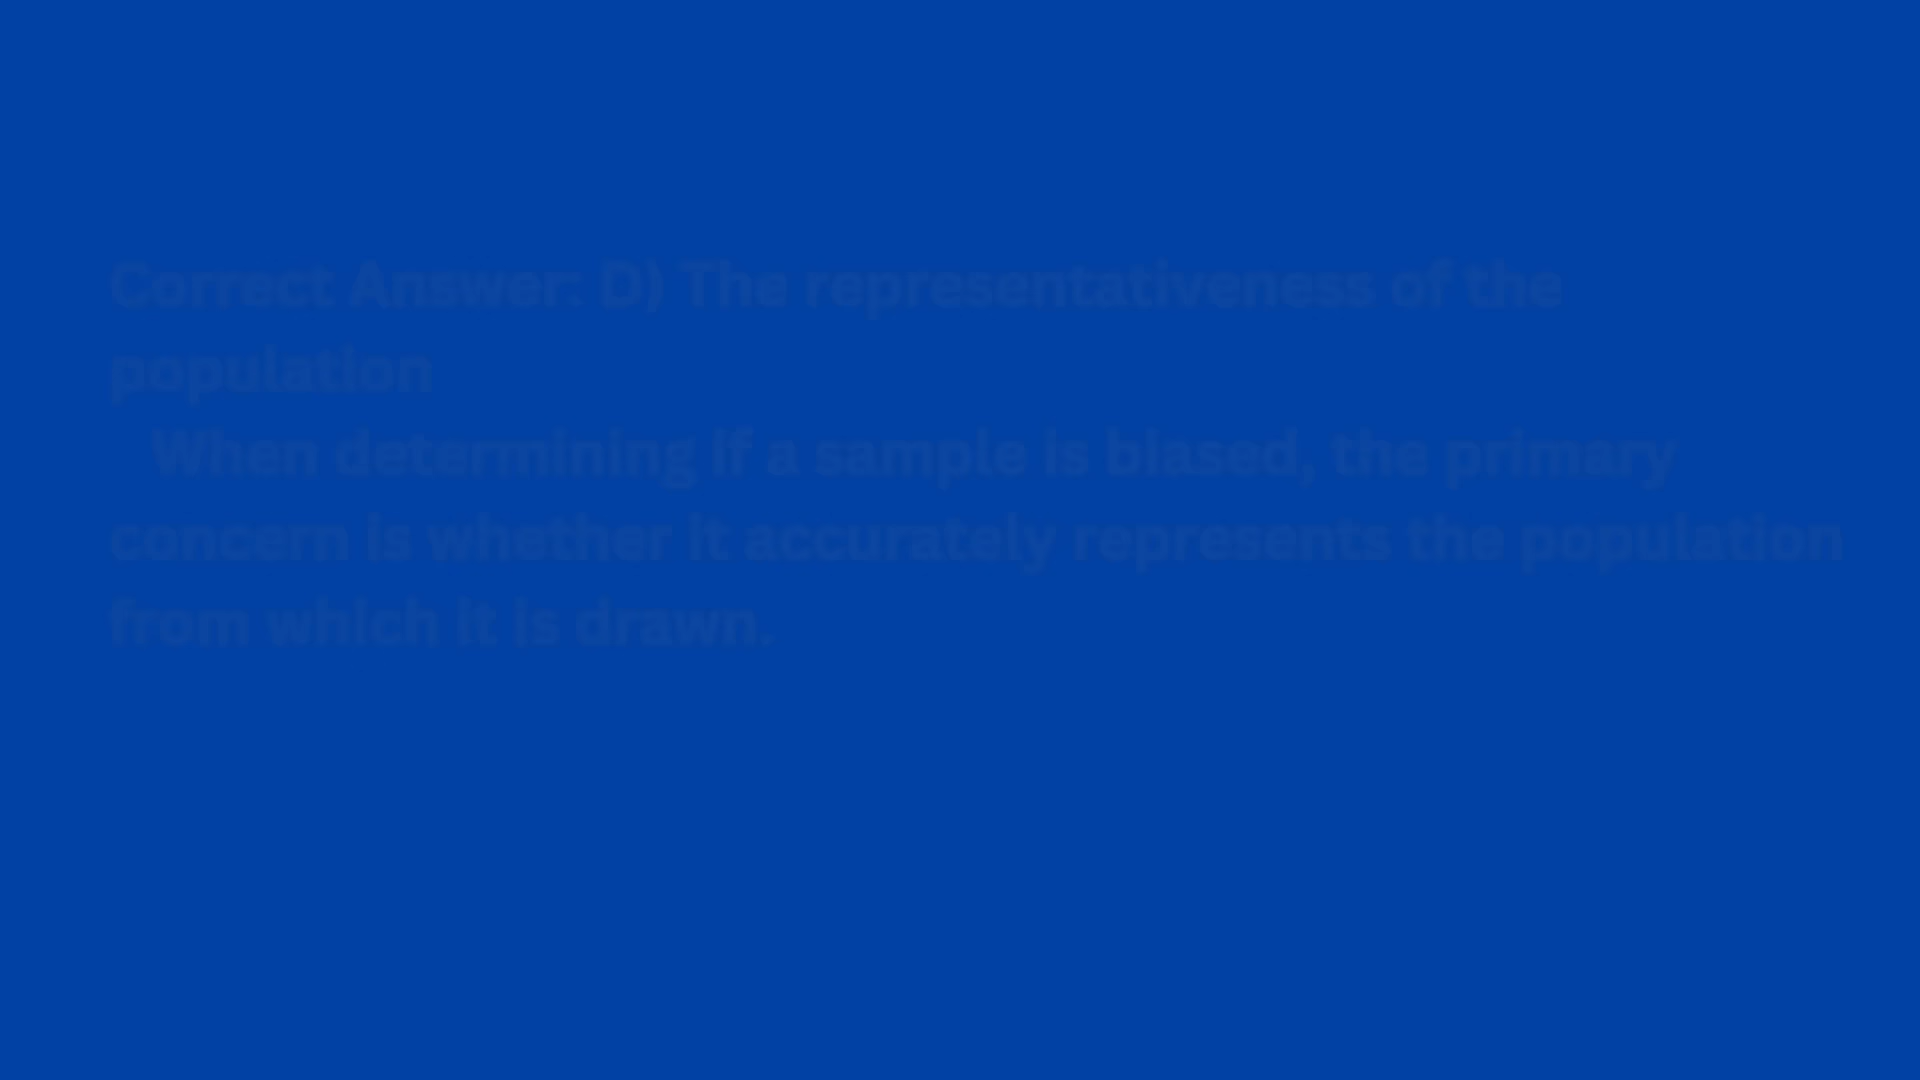 Correct Answer: D) The representativeness of the
population
When determining if a sample is biased, the primary
concern is whether it accurately represents the population
from which it is drawn.